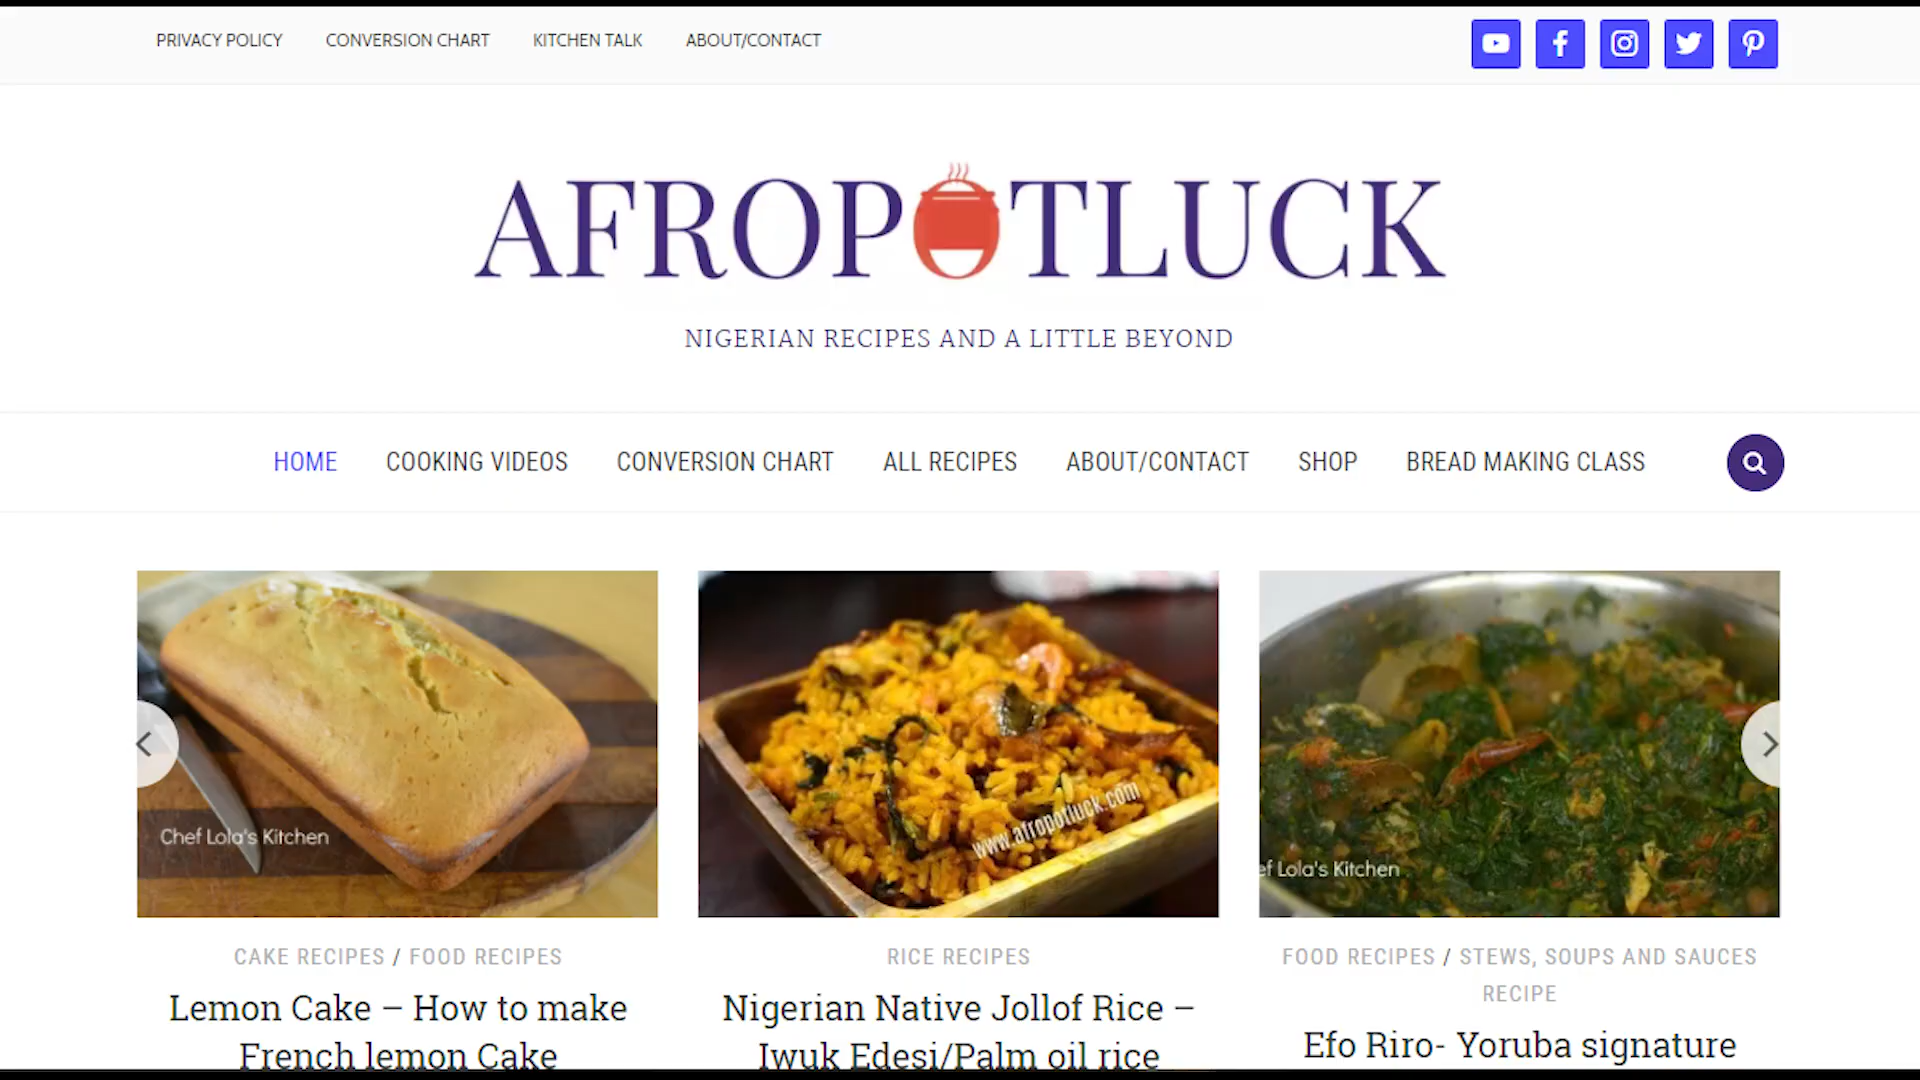 PRIVACY POLICY CONVERSION CHART KITCHEN TALK ABOUT/CONTACT
AFROPOTLUCK
NIGERIAN RECIPES AND A LITTLE BEYOND
HOME COOKING VIDEOS CONVERSION CHART ALL RECIPES ABOUT/CONTACT SHOP BREAD MAKING CLASS
Chef Lola's Kitchen
www.afropotluck.com
ef Lola's Kitchen
CAKE RECIPES / FOOD RECIPES
Lemon Cake – How to make
French lemon Cake
RICE RECIPES
Nigerian Native Jollof Rice –
Iwuk Edesi/Palm oil rice
FOOD RECIPES / STEWS, SOUPS AND SAUCES
RECIPE
Efo Riro- Yoruba signature